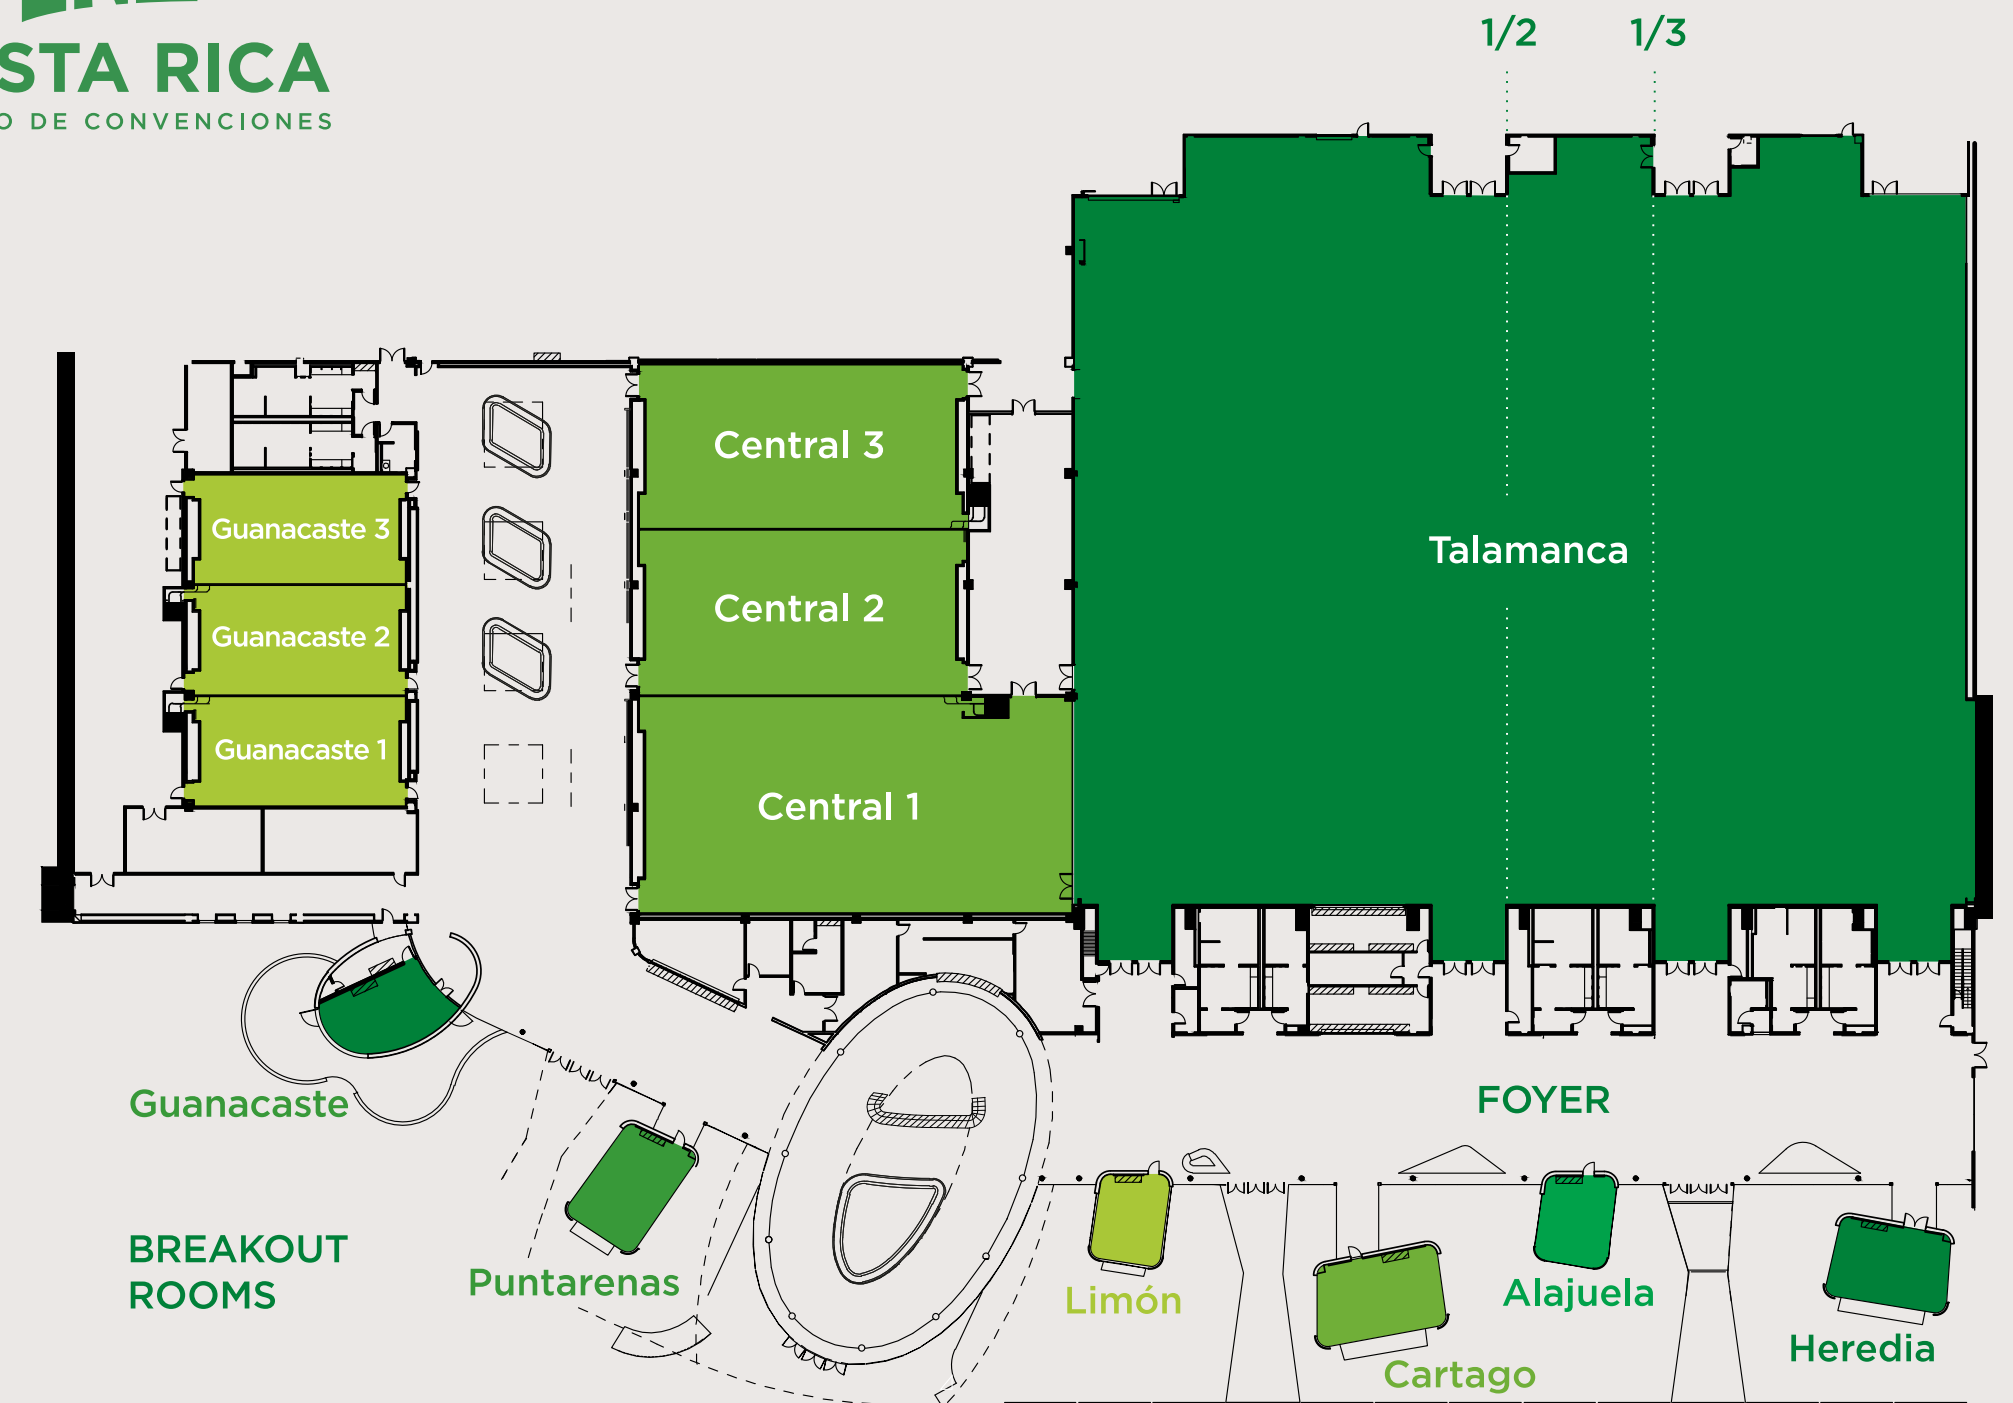 STA RICA
O DE CONVENCIONES
1/2
1/3
Central 3
Guanacaste 3
Talamanca
Central 2
Guanacaste 2
Guanacaste 1
Central 1
Guanacaste
FOYER
BREAKOUT
ROOMS
Puntarenas
Limón
Alajuela
Heredia
Cartago